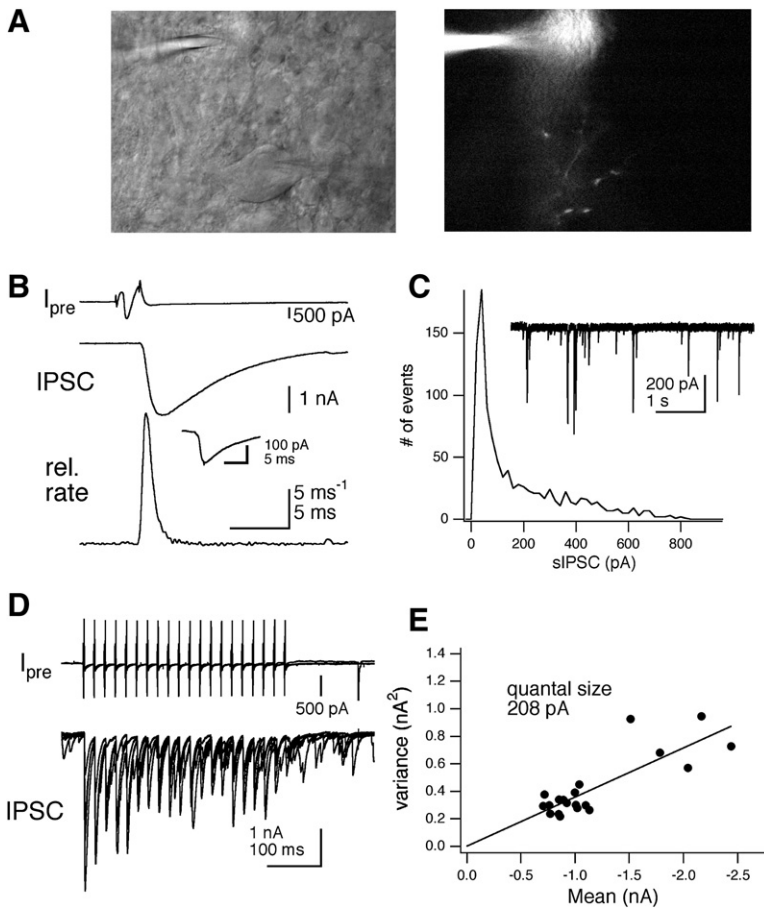 A
B
I pre
500 pA
IPSC
1 nA
rel.
rate
100 pA
5 ms
5 ms-1
5 ms
C
# of events
150
100
50
0
0
200
400
600
800
sIPSC (pA)
200 pA
1 s
D
I pre
500 pA
IPSC
1 nA
100 ms
E
variance (nA2)
1.4
1.2
1.0
0.8
0.6
0.4
0.2
0.0
quantal size
208 pA
0.0
-0.5
-1.0
-1.5
-2.0
-2.5
Mean (nA)